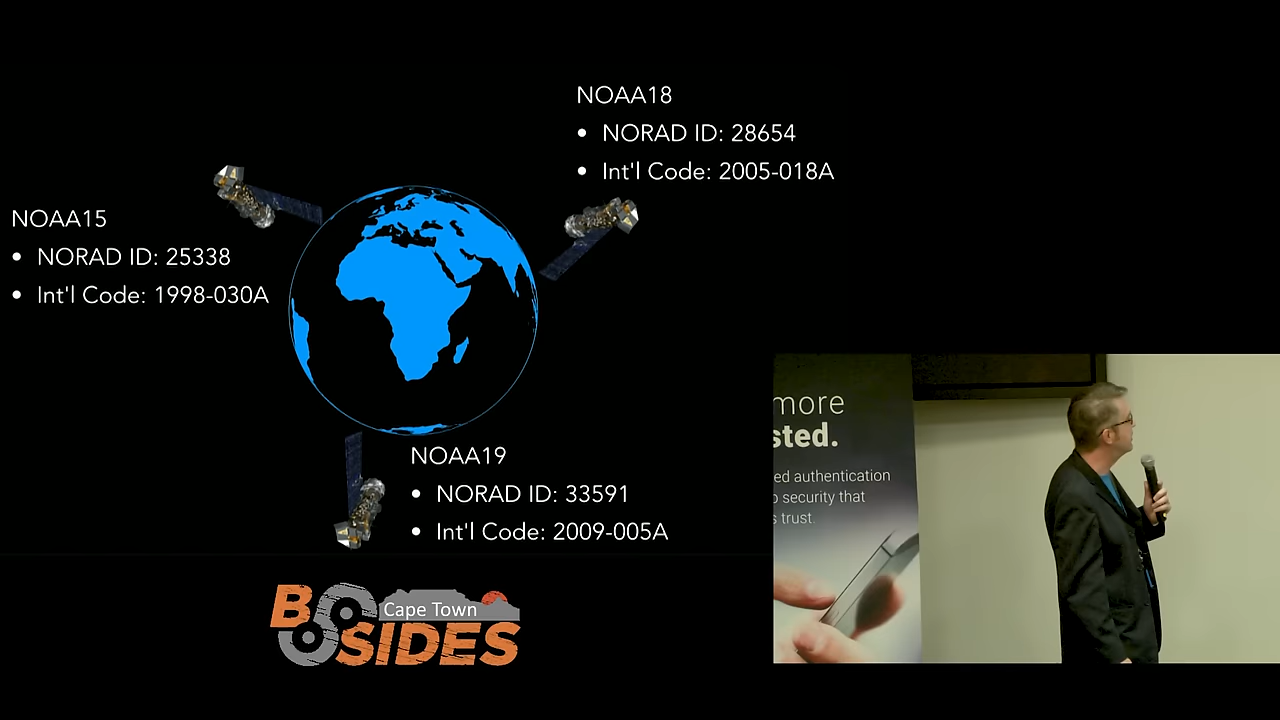 NOAA18
• NORAD ID: 28654
• Int'l Code: 2005-018A
NOAA15
• NORAD ID: 25338
• Int'l Code: 1998-030A
NOAA19
• NORAD ID: 33591
• Int'l Code: 2009-005A
BSIDES
Cape Town
more
sted.
ed authentication
security that
trust.